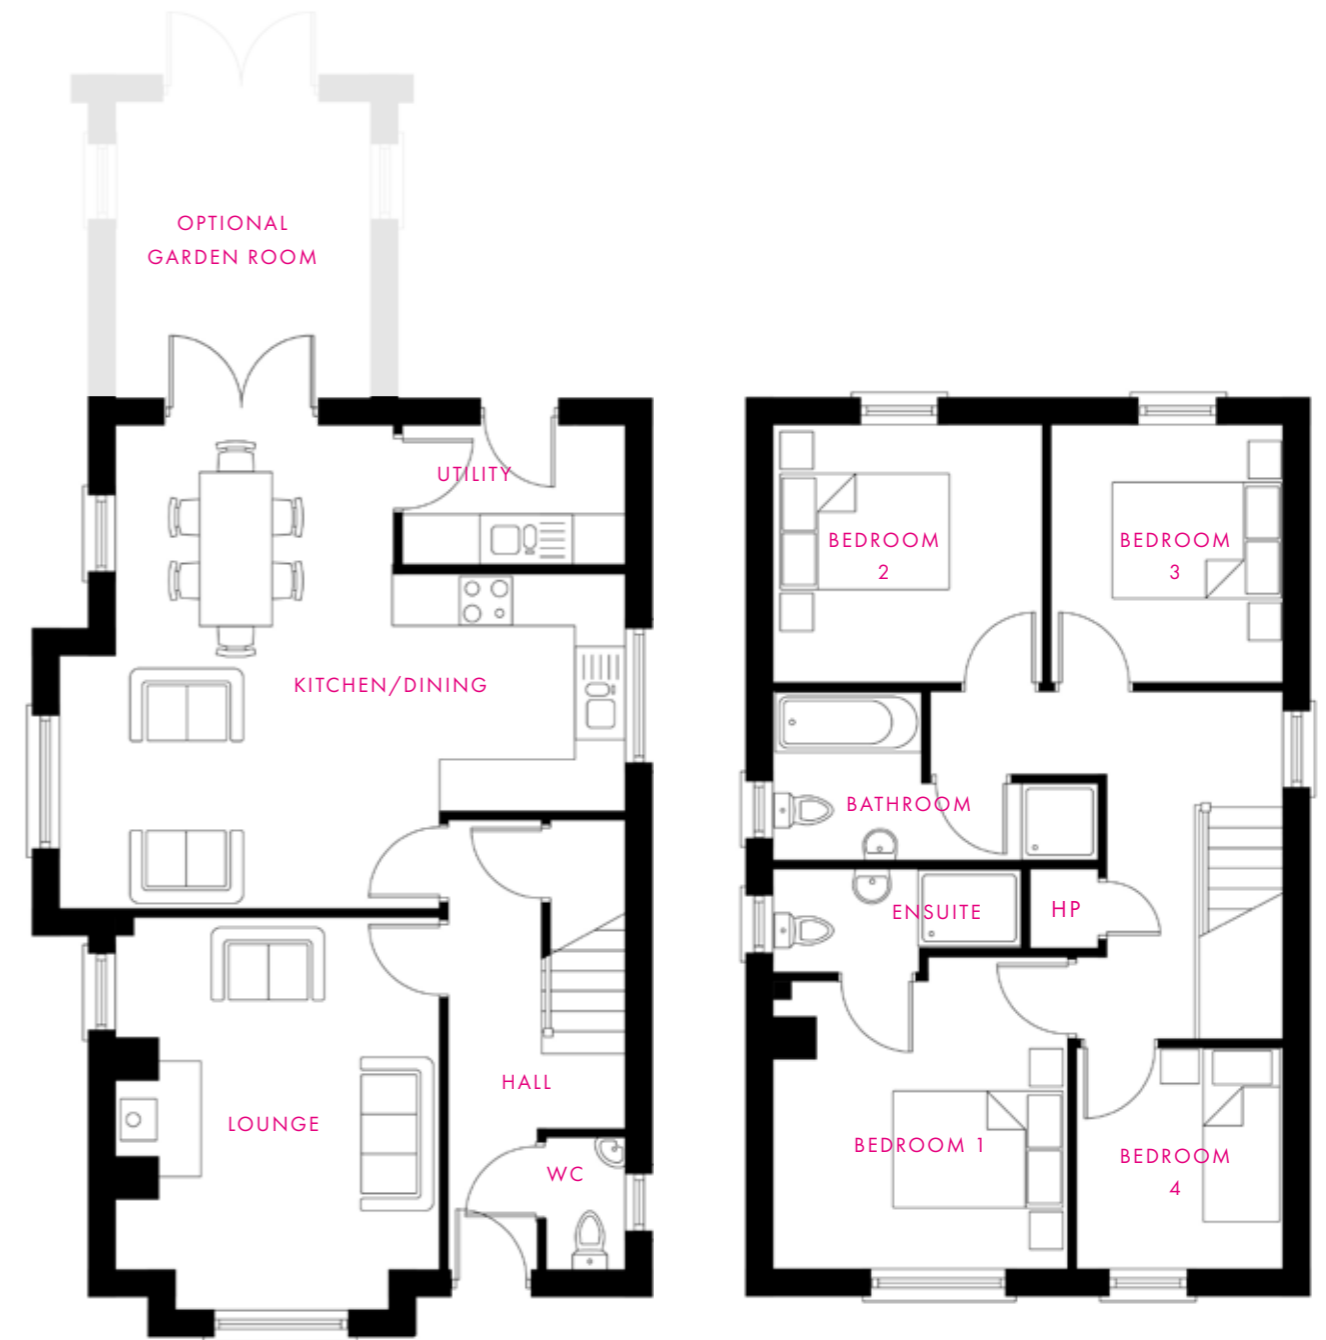 OPTIONAL
GARDEN ROOM
UTILITY
KITCHEN/DINING
HALL
LOUNGE
WC
BEDROOM
2
BEDROOM
3
BATHROOM
ENSUITE
HP
BEDROOM 1
BEDROOM
4